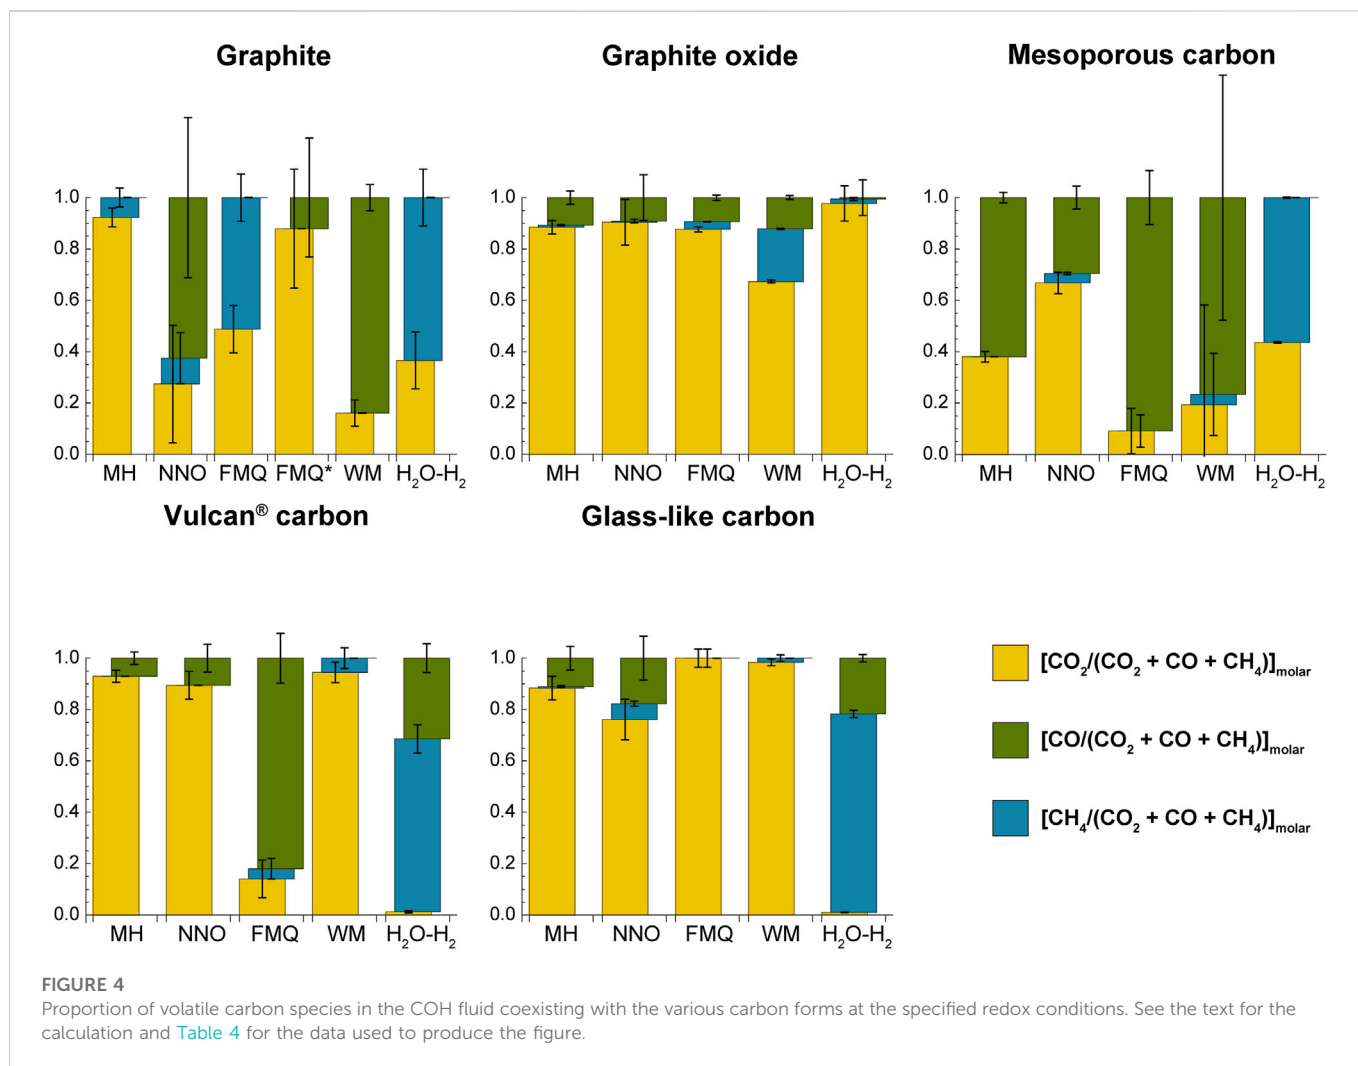 Graphite
1.0
0.8
0.6
0.4
0.2
0.0
MH NNO FMQ FMQ* WM H₂O-H₂
Graphite oxide
1.0
0.8
0.6
0.4
0.2
0.0
MH NNO FMQ WM H₂O-H₂
Mesoporous carbon
1.0
0.8
0.6
0.4
0.2
0.0
MH NNO FMQ WM H₂O-H₂
Vulcan® carbon
1.0
0.8
0.6
0.4
0.2
0.0
MH NNO FMQ WM H₂O-H₂
Glass-like carbon
1.0
0.8
0.6
0.4
0.2
0.0
MH NNO FMQ WM H₂O-H₂
[CO₂/(CO₂ + CO + CH₄)]molar
[CO/(CO₂ + CO + CH₄)]molar
[CH₄/(CO₂ + CO + CH₄)]molar
FIGURE 4
Proportion of volatile carbon species in the COH fluid coexisting with the various carbon forms at the specified redox conditions. See the text for the
calculation and Table 4 for the data used to produce the figure.